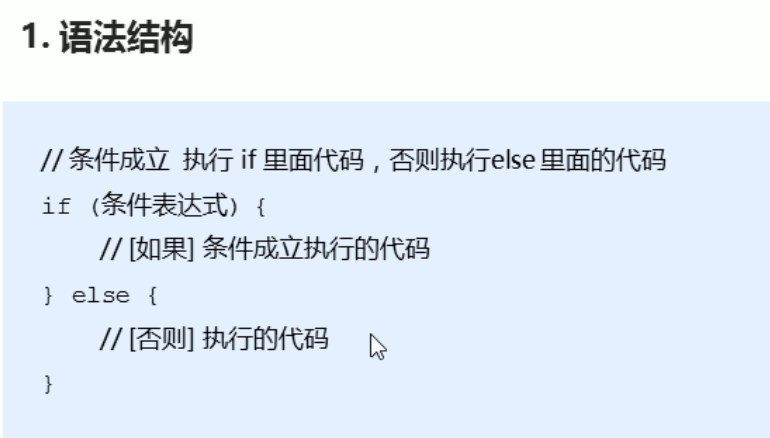 1. 语法结构
// 条件成立 执行 if 里面代码，否则执行else 里面的代码
if (条件表达式) {
// [如果] 条件成立执行的代码
} else {
// [否则] 执行的代码
}